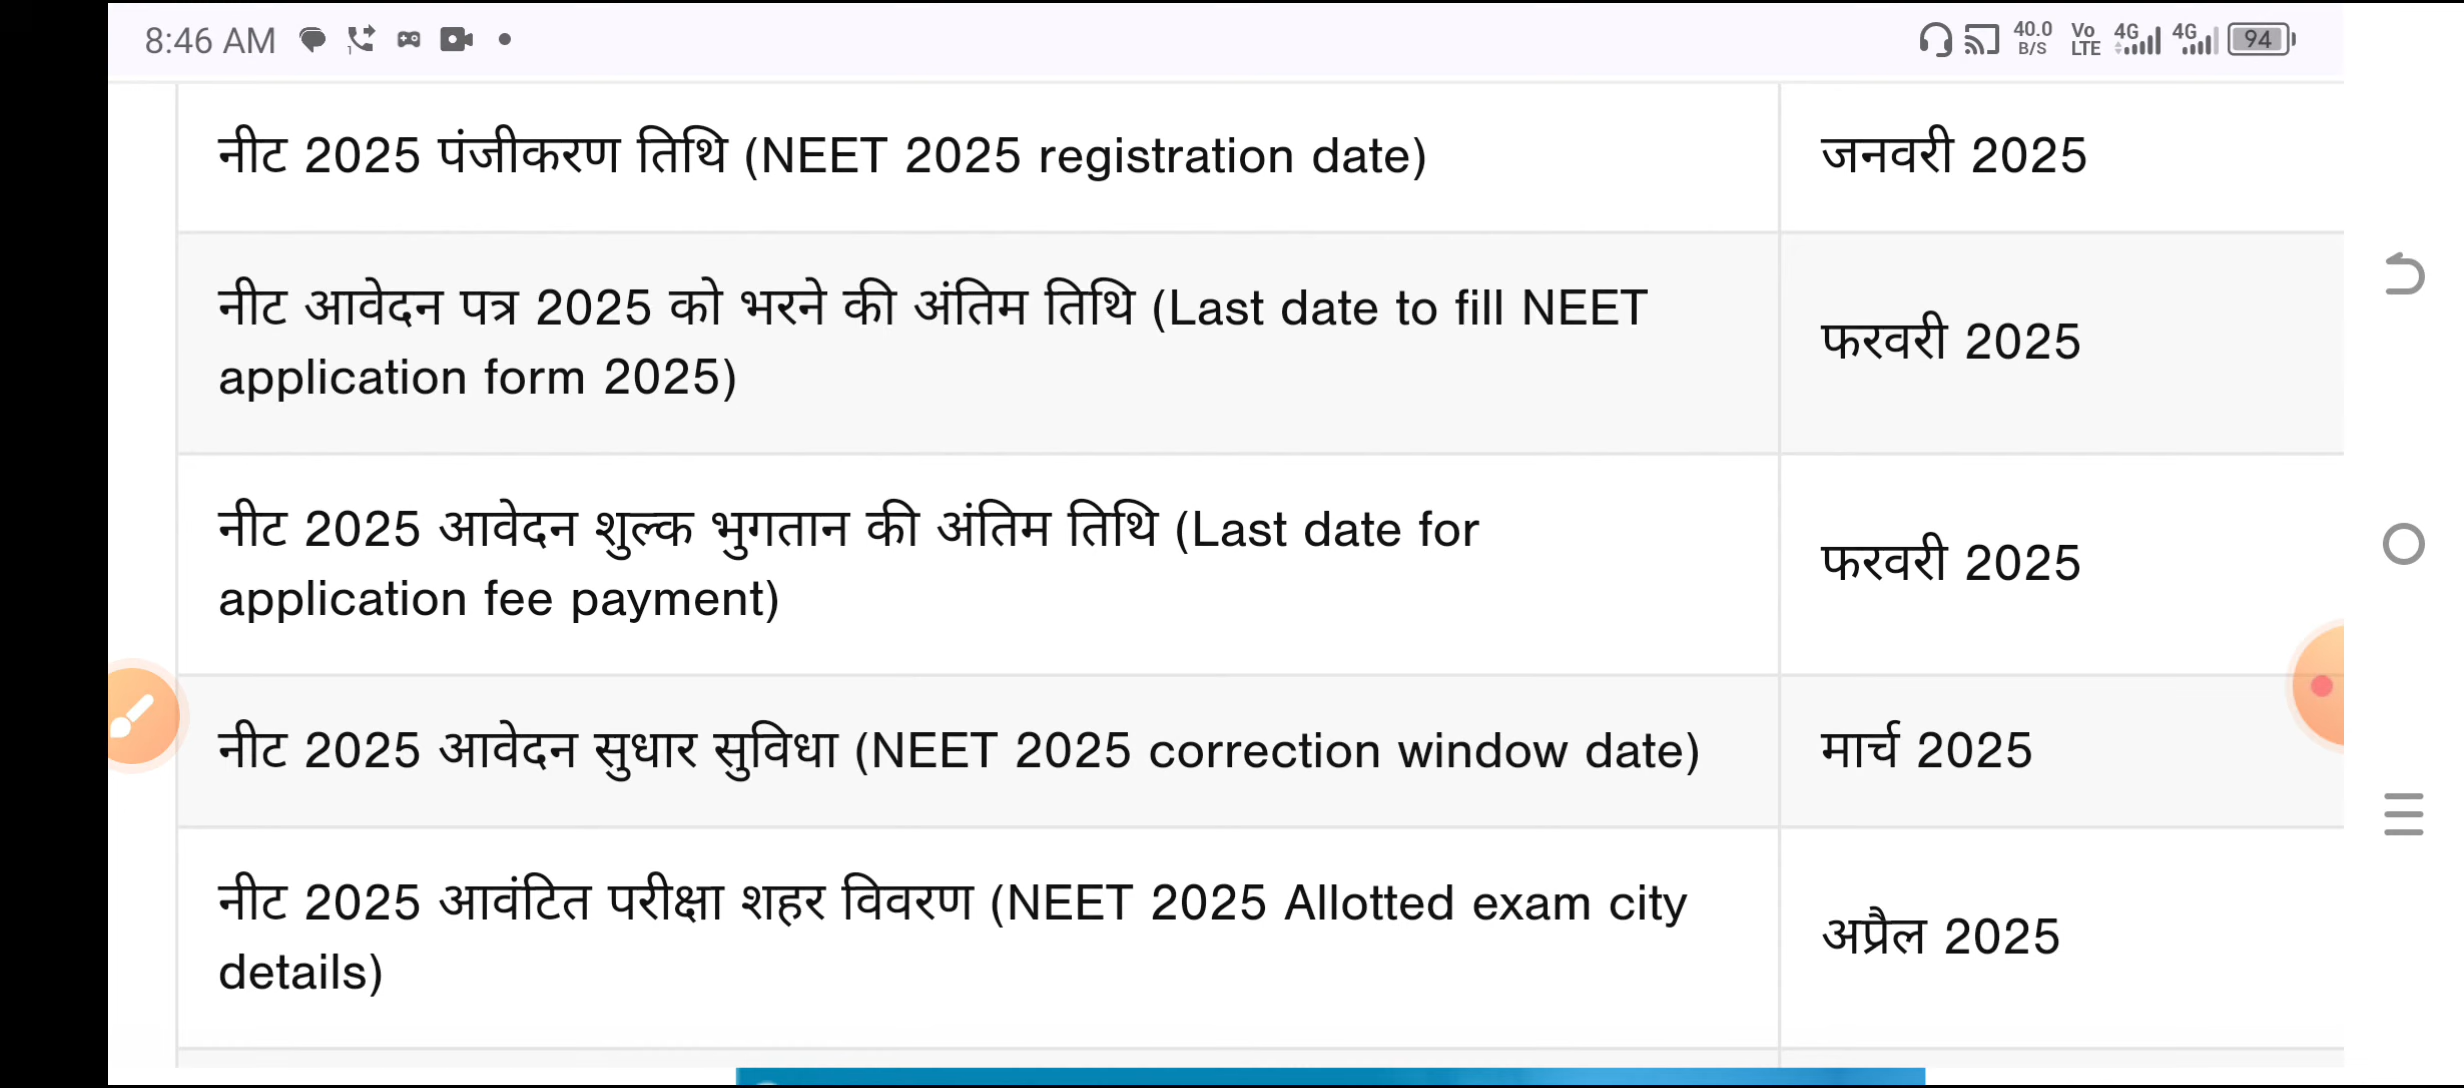 8:46 AM
40.0 B/S Vo LTE 4G 4G 94
नीट 2025 पंजीकरण तिथि (NEET 2025 registration date)
जनवरी 2025
नीट आवेदन पत्र 2025 को भरने की अंतिम तिथि (Last date to fill NEET
application form 2025)
फरवरी 2025
नीट 2025 आवेदन शुल्क भुगतान की अंतिम तिथि (Last date for
application fee payment)
फरवरी 2025
नीट 2025 आवेदन सुधार सुविधा (NEET 2025 correction window date)
मार्च 2025
नीट 2025 आवंटित परीक्षा शहर विवरण (NEET 2025 Allotted exam city
details)
अप्रैल 2025